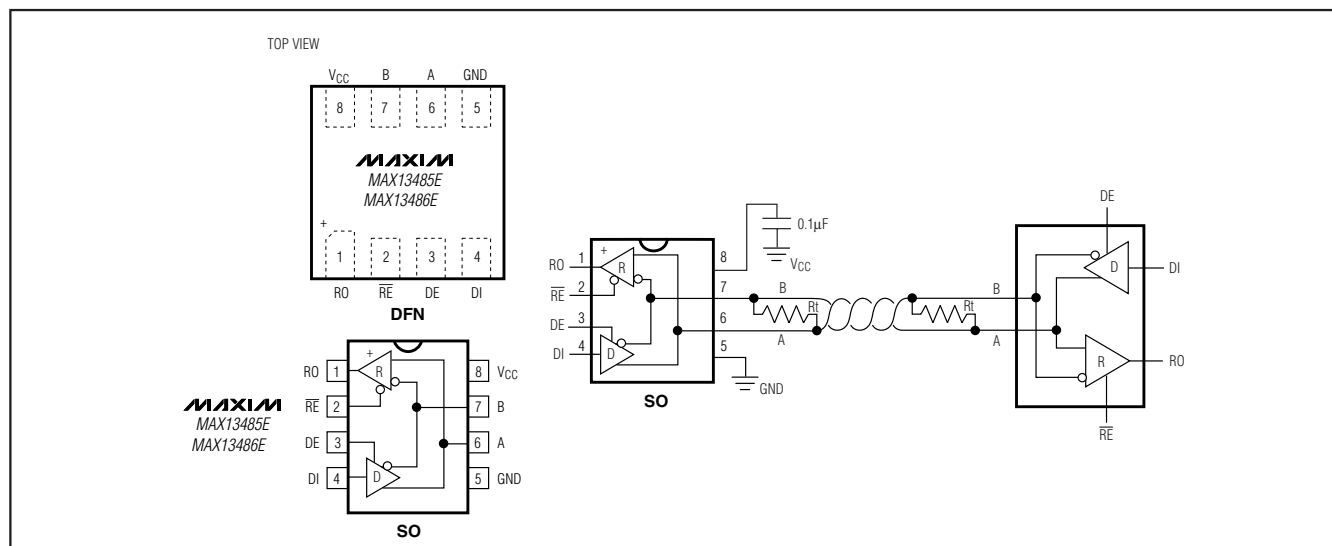 TOP VIEW
VCC B A GND
8 7 6 5
MAXIM
MAX13485E
MAX13486E
+
1 2 3 4
RO RE DE DI
DFN
MAXIM
MAX13485E
MAX13486E
RO 1
RE 2
DE 3
DI 4
+
R
D
8 VCC
7 B
6 A
5 GND
SO
RO 1
RE 2
DE 3
DI 4
+
R
D
8
7
6
5
0.1µF
VCC
B
A
Rt
GND
SO
Rt
B
A
DE
D
DI
R
RO
RE